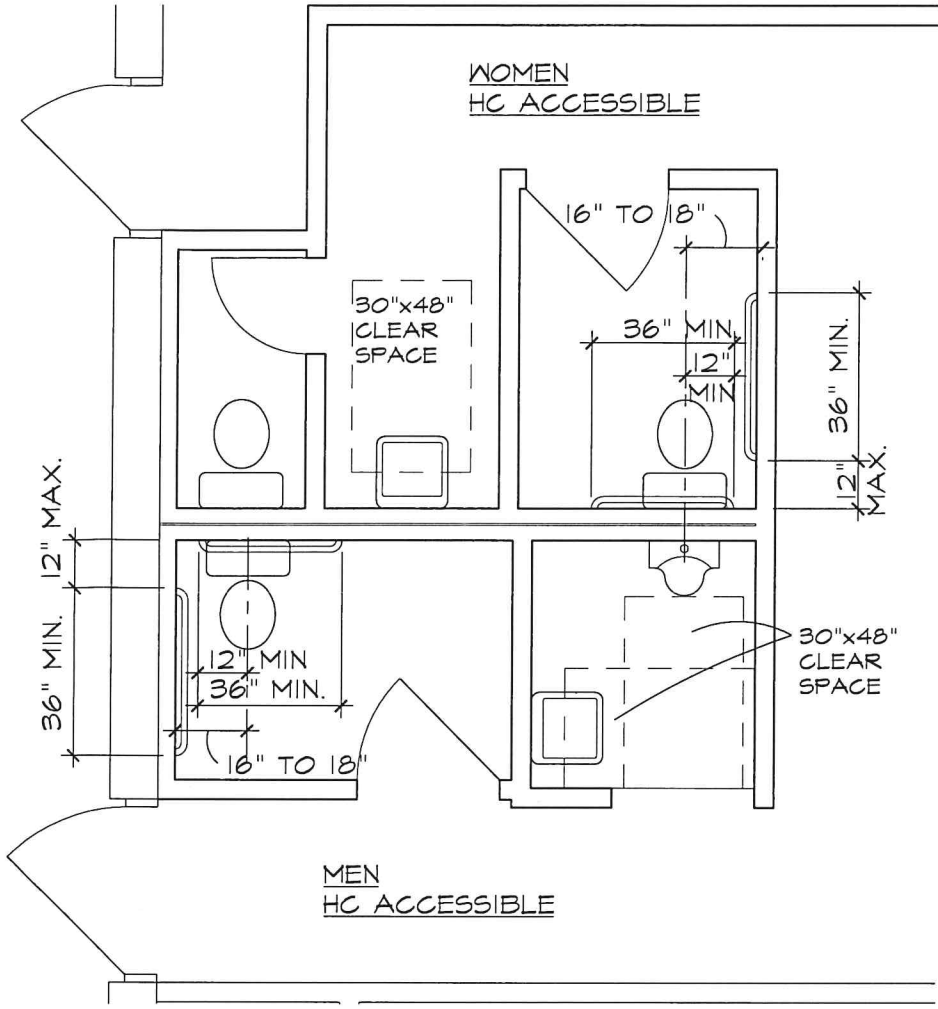 WOMEN
HC ACCESSIBLE
16" TO 18"
30"x48"
CLEAR
SPACE
36" MIN
12"
MIN
36" MIN.
12"
MAX.
12" MAX.
36" MIN.
12" MIN
36" MIN.
16" TO 18"
30"x48"
CLEAR
SPACE
MEN
HC ACCESSIBLE